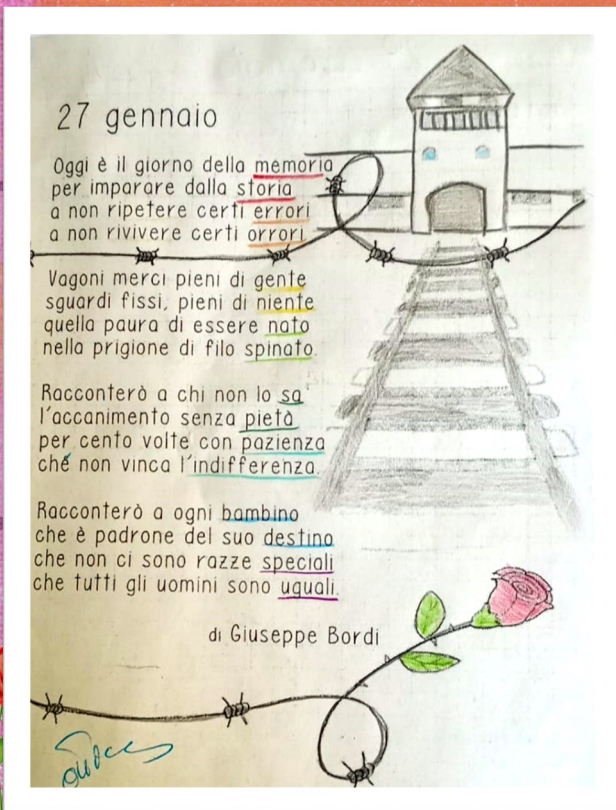 27 gennaio
Oggi è il giorno della memoria
per imparare dalla storia
a non ripetere certi errori
a non rivivere certi orrori.
Vagoni merci pieni di gente
sguardi fissi, pieni di niente
quella paura di essere nato
nella prigione di filo spinato.
Racconterò a chi non lo sa
l'accanimento senza pietà
per cento volte con pazienza
ché non vinca l'indifferenza.
Racconterò a ogni bambino
che è padrone del suo destino
che non ci sono razze speciali
che tutti gli uomini sono uguali.
di Giuseppe Bordi